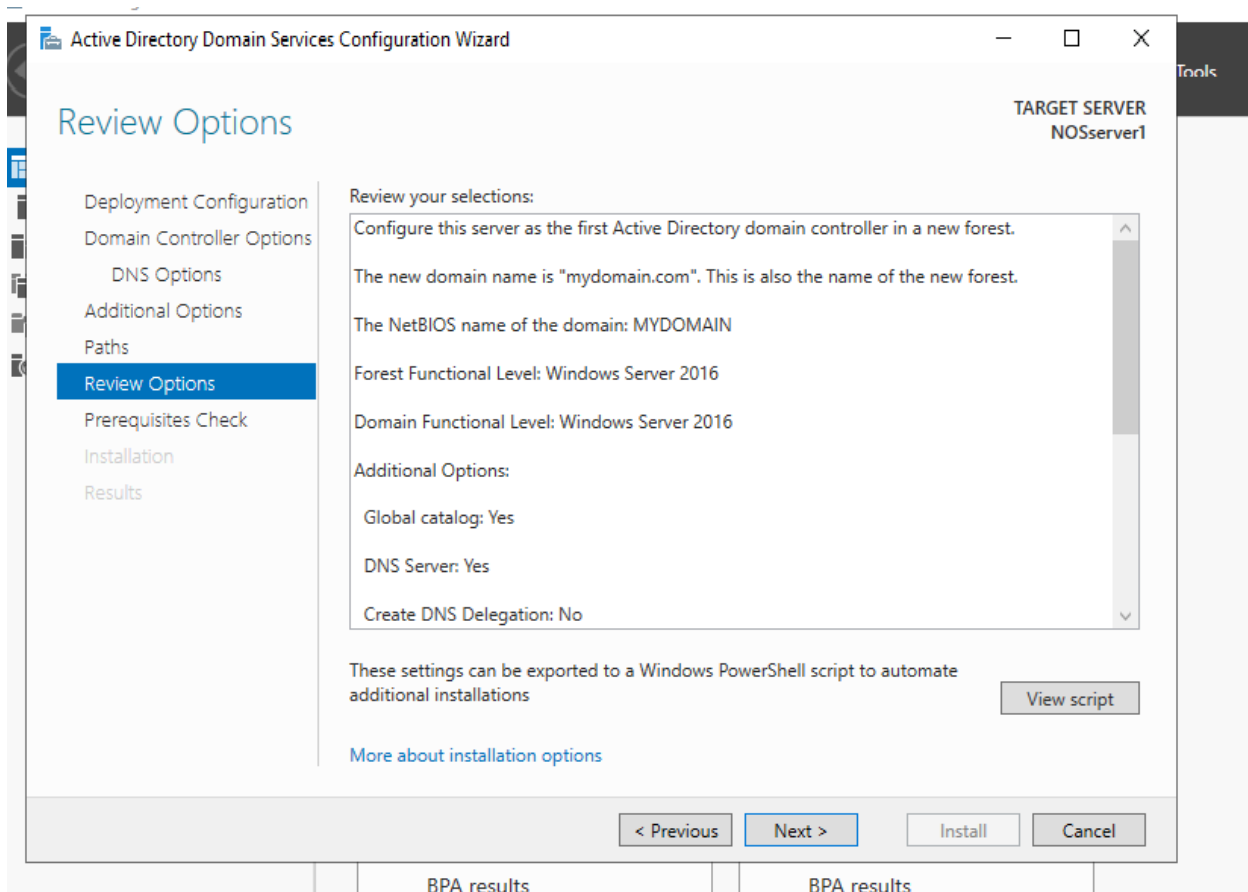 Active Directory Domain Services Configuration Wizard
Tools
Review Options
TARGET SERVER
NOSserver1
Deployment Configuration
Domain Controller Options
DNS Options
Additional Options
Paths
Review Options
Prerequisites Check
Installation
Results
Review your selections:
Configure this server as the first Active Directory domain controller in a new forest.
The new domain name is "mydomain.com". This is also the name of the new forest.
The NetBIOS name of the domain: MYDOMAIN
Forest Functional Level: Windows Server 2016
Domain Functional Level: Windows Server 2016
Additional Options:
Global catalog: Yes
DNS Server: Yes
Create DNS Delegation: No
These settings can be exported to a Windows PowerShell script to automate
additional installations
View script
More about installation options
< Previous
Next >
Install
Cancel
BPA results
BPA results